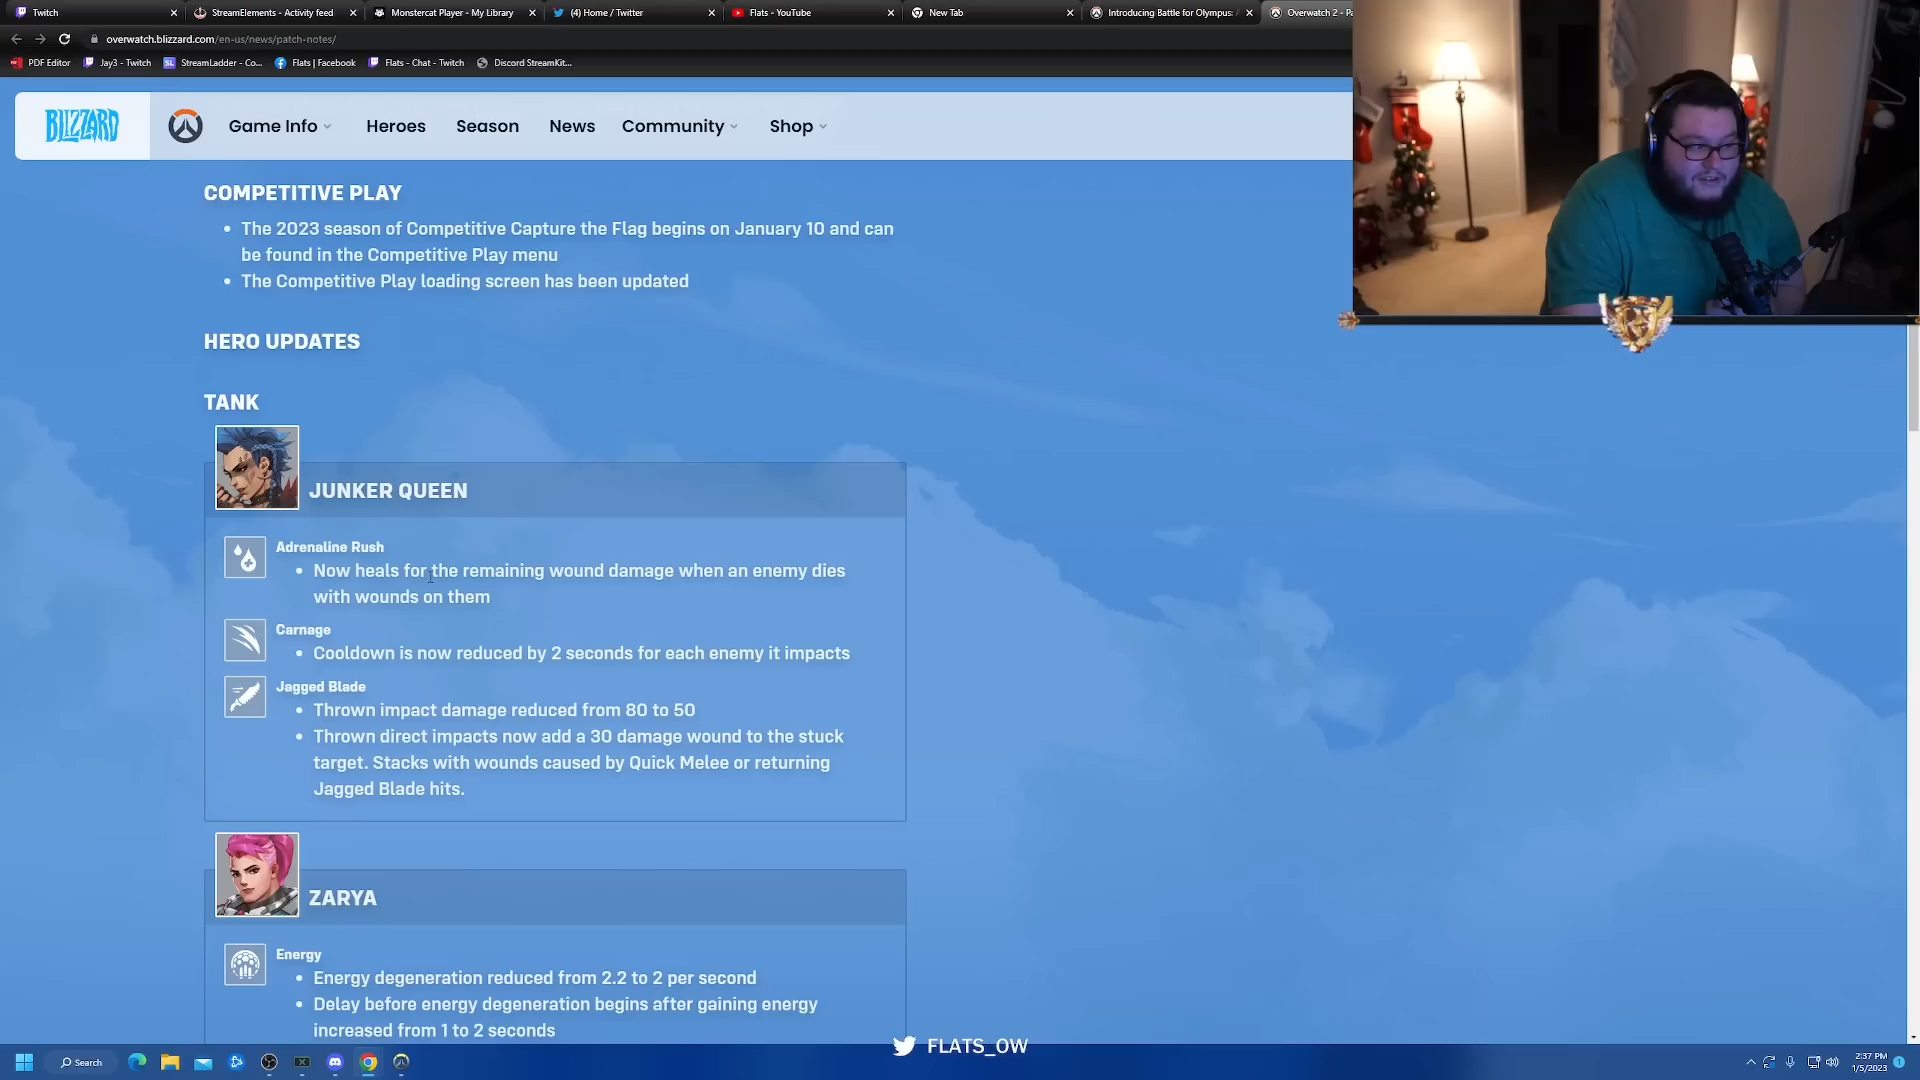 Twitch
StreamElements - Activity feed
Monstercat Player - My Library
(4) Home / Twitter
Flats - YouTube
New Tab
Introducing Battle for Olympus:
Overwatch 2 - Pa
overwatch.blizzard.com/en-us/news/patch-notes/
PDF Editor
Jay3 - Twitch
SL
StreamLadder - Co...
Flats | Facebook
Flats - Chat - Twitch
Discord StreamKit...
BLIZZARD
Game Info
Heroes
Season
News
Community
Shop
COMPETITIVE PLAY
• The 2023 season of Competitive Capture the Flag begins on January 10 and can
be found in the Competitive Play menu
• The Competitive Play loading screen has been updated
HERO UPDATES
TANK
JUNKER QUEEN
Adrenaline Rush
• Now heals for the remaining wound damage when an enemy dies
with wounds on them
Carnage
• Cooldown is now reduced by 2 seconds for each enemy it impacts
Jagged Blade
• Thrown impact damage reduced from 80 to 50
• Thrown direct impacts now add a 30 damage wound to the stuck
target. Stacks with wounds caused by Quick Melee or returning
Jagged Blade hits.
ZARYA
Energy
• Energy degeneration reduced from 2.2 to 2 per second
• Delay before energy degeneration begins after gaining energy
increased from 1 to 2 seconds
FLATS_OW
Search
2:37 PM
1/5/2023
1